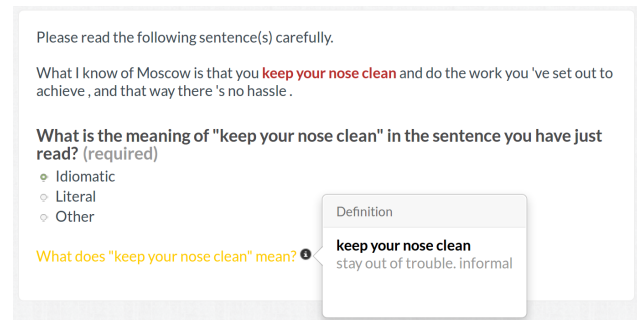 Please read the following sentence(s) carefully.
What I know of Moscow is that you keep your nose clean and do the work you 've set out to
achieve , and that way there 's no hassle .
What is the meaning of "keep your nose clean" in the sentence you have just
read? (required)
Idiomatic
Literal
Other
What does "keep your nose clean" mean? i
Definition
keep your nose clean
stay out of trouble. informal